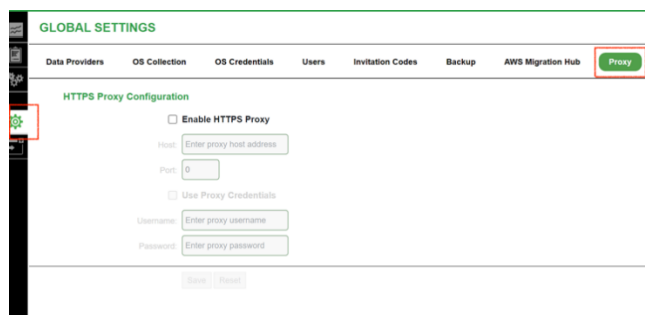 GLOBAL SETTINGS
Data Providers OS Collection OS Credentials Users Invitation Codes Backup AWS Migration Hub Proxy
HTTPS Proxy Configuration
Enable HTTPS Proxy
Host: Enter proxy host address
Port: 0
Use Proxy Credentials
Username: Enter proxy username
Password: Enter proxy password
Save Reset